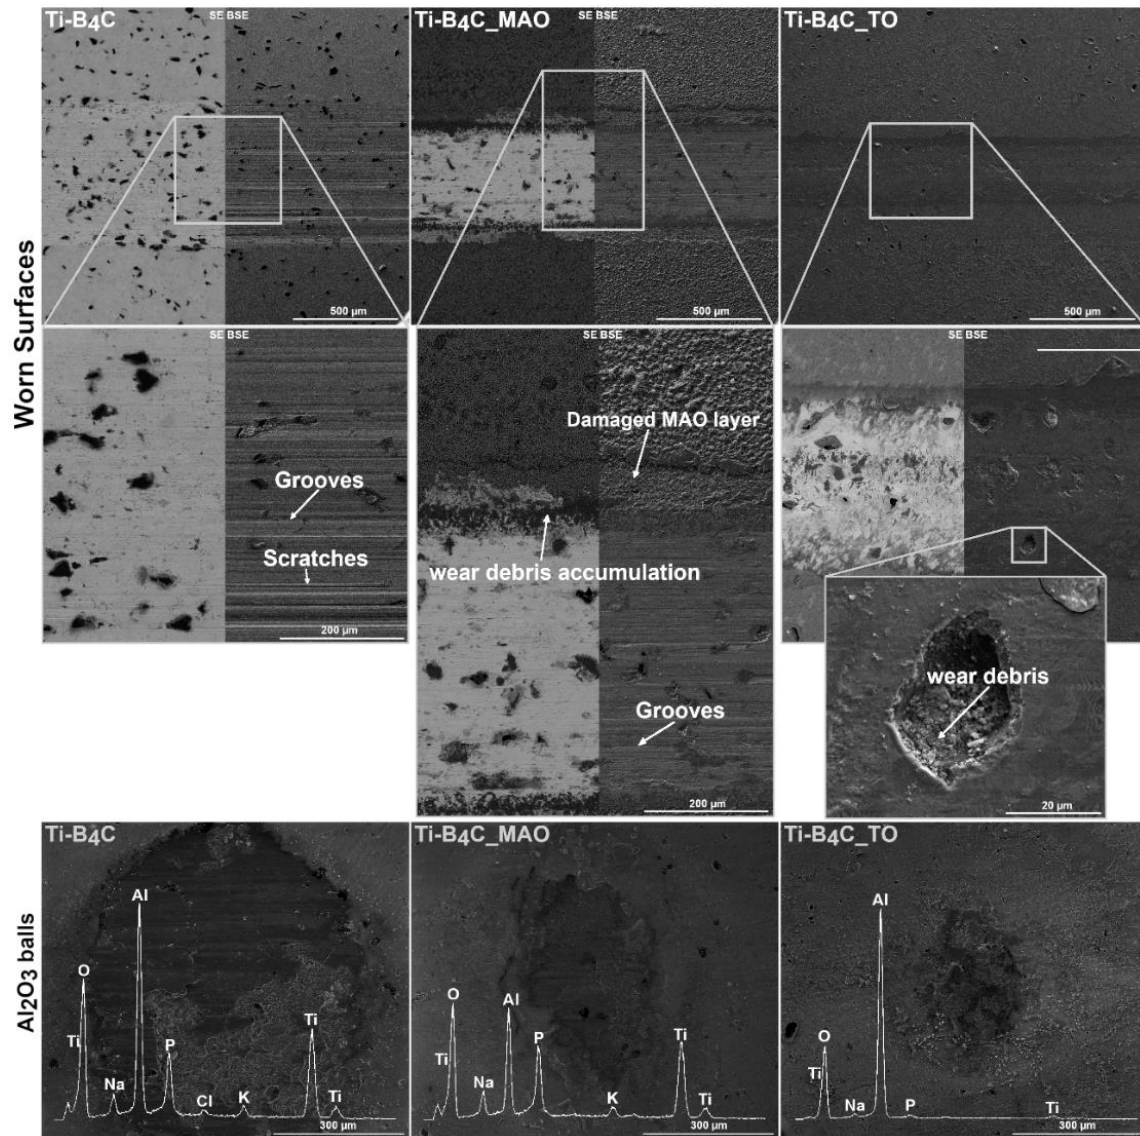 Worn Surfaces
Ti-B4C
SE BSE
500 µm
Ti-B4C_MAO
SE BSE
500 µm
Ti-B4C_TO
500 µm
SE BSE
Grooves
Scratches
200 µm
SE BSE
Damaged MAO layer
wear debris accumulation
Grooves
200 µm
SE BSE
wear debris
20 µm
Al2O3 balls
Ti-B4C
Ti
O
Na
Al
P
Cl
K
Ti
Ti
300 µm
Ti-B4C_MAO
Ti
O
Na
Al
P
K
Ti
Ti
300 µm
Ti-B4C_TO
Ti
O
Na
Al
P
Ti
300 µm